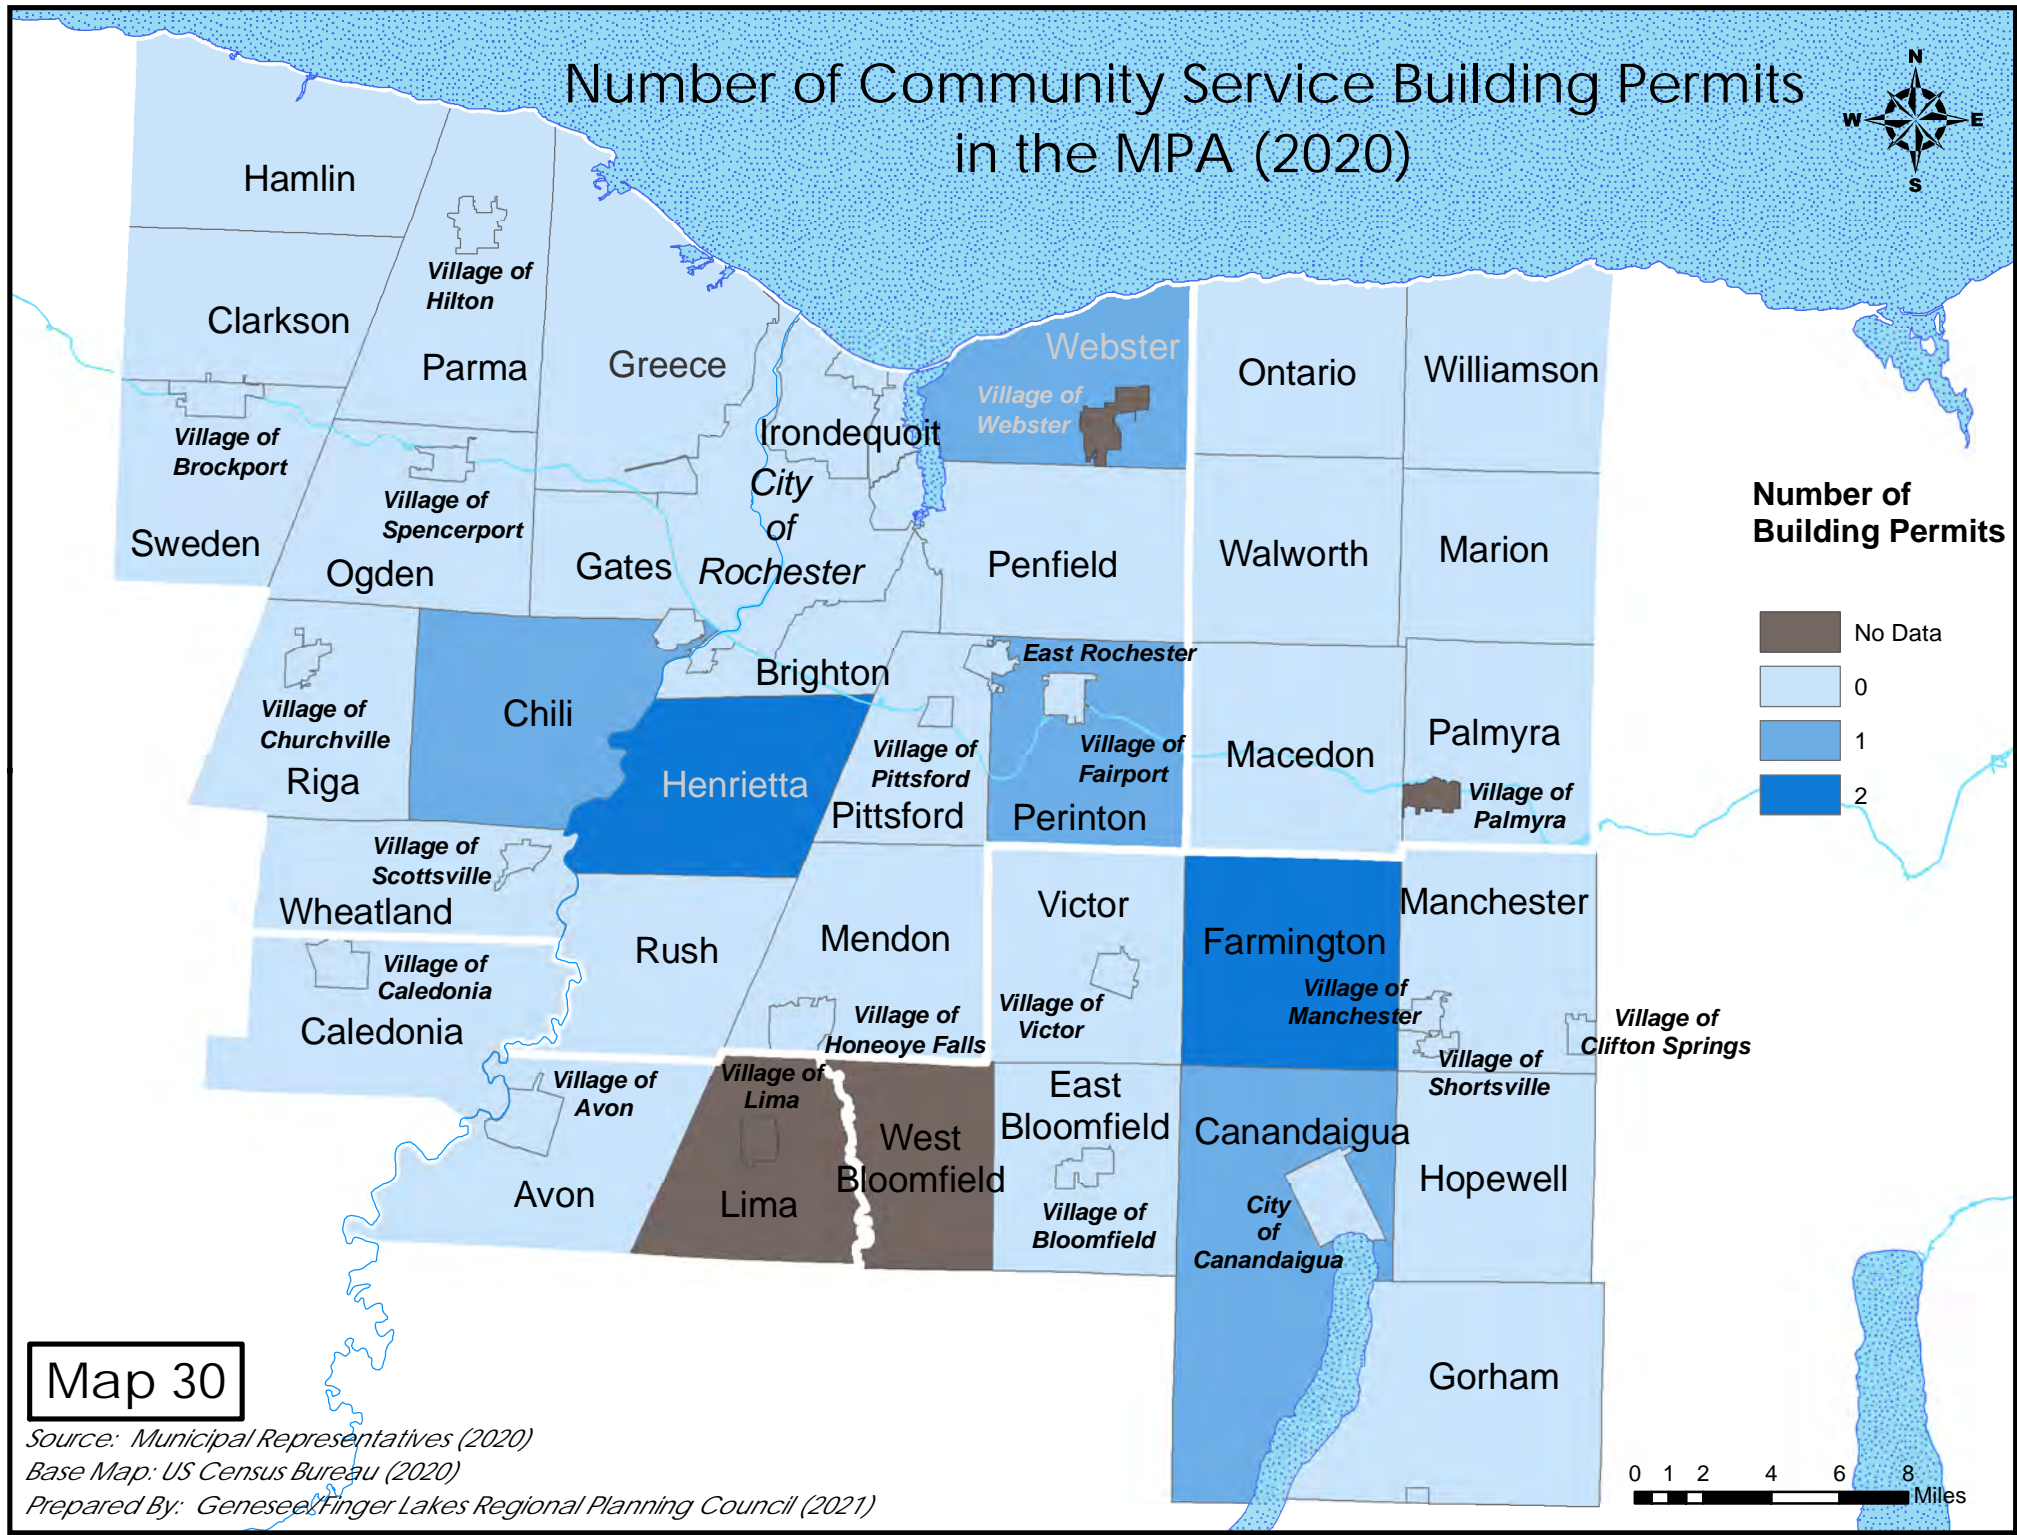 Number of Community Service Building Permits
in the MPA (2020)
N
W
E
S
Hamlin
Village of
Hilton
Clarkson
Parma
Greece
Webster
Village of
Webster
Ontario
Williamson
Irondequoit
Village of
Brockport
Village of
Spencerport
City
of
Rochester
Sweden
Ogden
Gates
Penfield
Walworth
Marion
Number of
Building Permits
No Data
0
1
2
East Rochester
Brighton
Village of
Churchville
Riga
Chili
Henrietta
Village of
Pittsford
Pittsford
Village of
Fairport
Perinton
Macedon
Palmyra
Village of
Palmyra
Village of
Scottsville
Wheatland
Rush
Mendon
Victor
Farmington
Manchester
Village of
Caledonia
Caledonia
Village of
Honeoye Falls
Village of
Victor
Village of
Manchester
Village of
Shortsville
Village of
Clifton Springs
Village of
Avon
Avon
Village of
Lima
Lima
West
Bloomfield
East
Bloomfield
Village of
Bloomfield
Canandaigua
City
of
Canandaigua
Hopewell
Gorham
Map 30
Source: Municipal Representatives (2020)
Base Map: US Census Bureau (2020)
Prepared By: Genesee/Finger Lakes Regional Planning Council (2021)
0 1 2 4 6 8
Miles